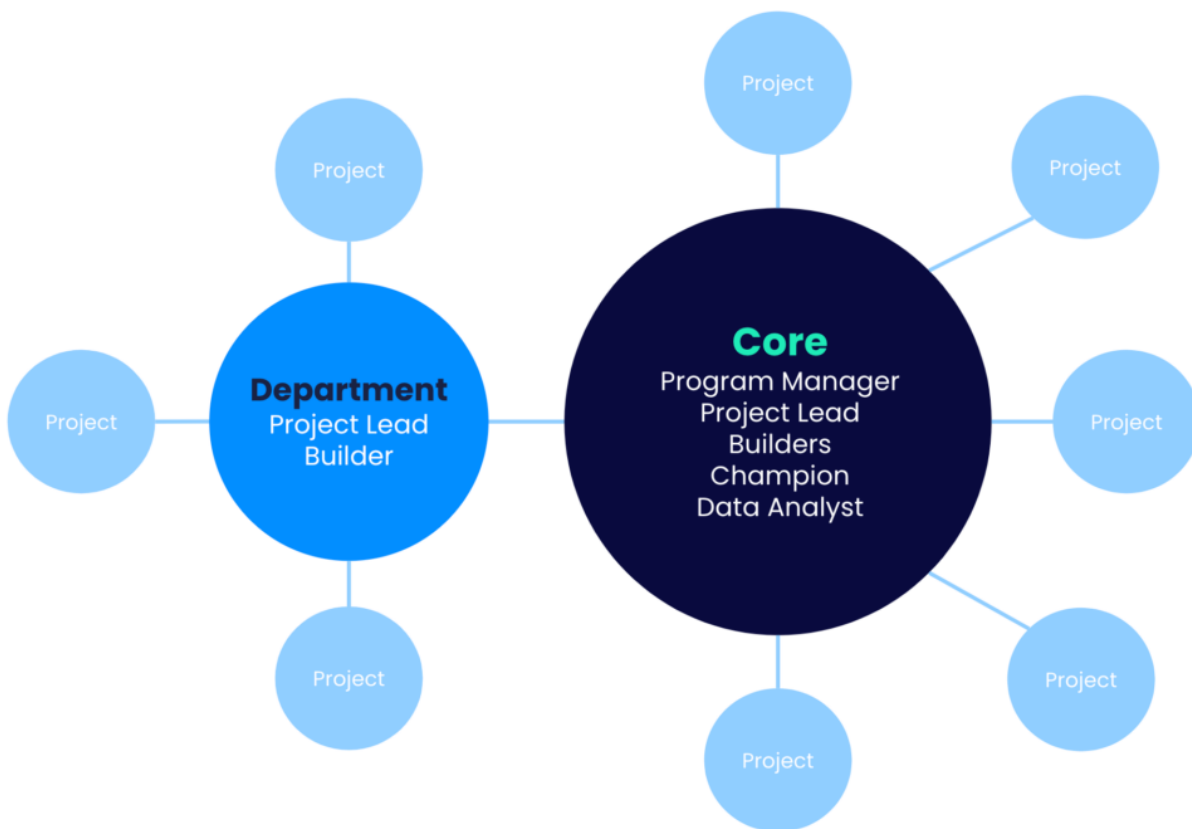 Project
Project
Project
Project
Department
Project Lead
Builder
Core
Program Manager
Project Lead
Builders
Champion
Data Analyst
Project
Project
Project
Project